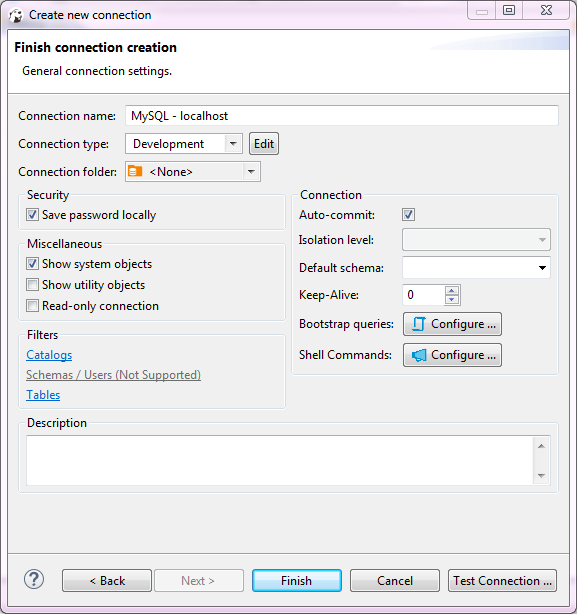 Create new connection
Finish connection creation
General connection settings.
Connection name: MySQL - localhost
Connection type: Development Edit
Connection folder: <None>
Security
Save password locally
Miscellaneous
Show system objects
Show utility objects
Read-only connection
Filters
Catalogs
Schemas / Users (Not Supported)
Tables
Connection
Auto-commit:
Isolation level:
Default schema:
Keep-Alive: 0
Bootstrap queries: Configure ...
Shell Commands: Configure ...
Description
? < Back Next > Finish Cancel Test Connection ...